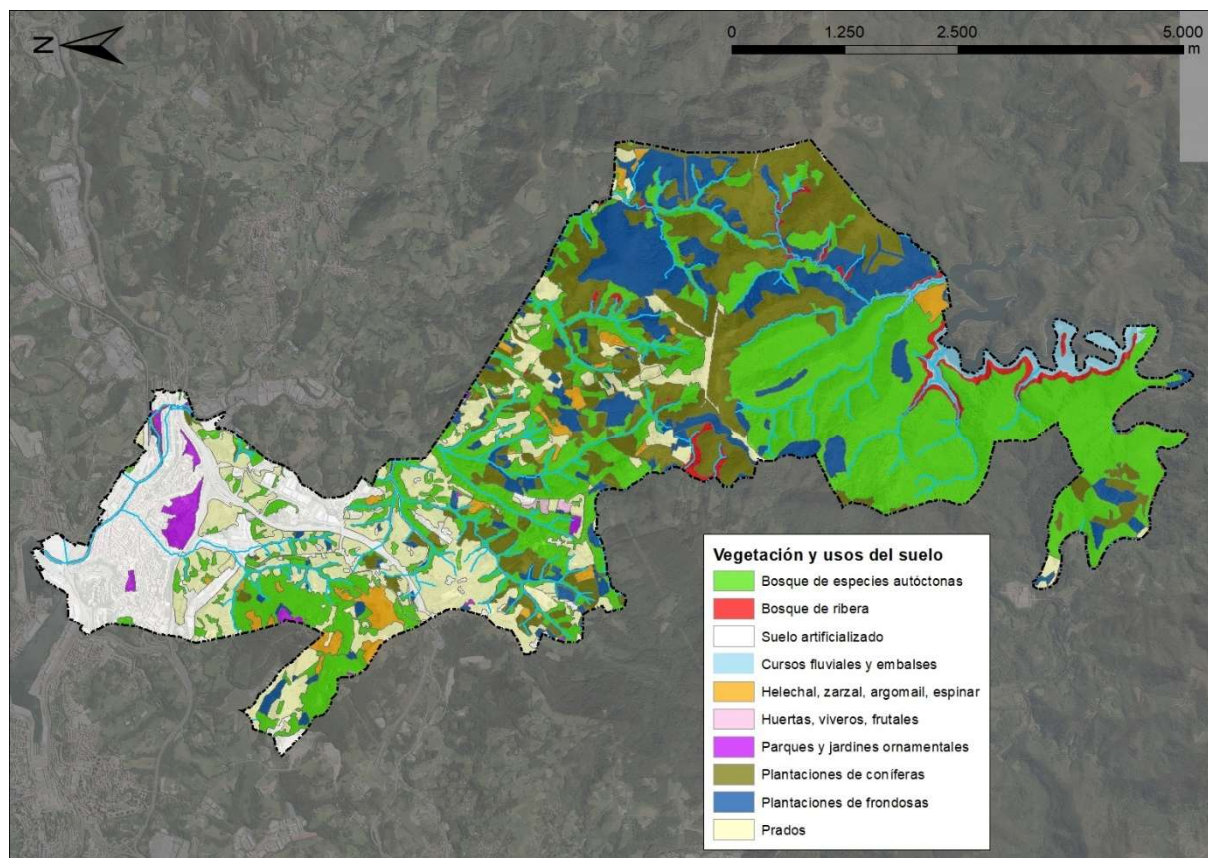 N
0 1.250 2.500 5.000
m
Vegetación y usos del suelo
Bosque de especies autóctonas
Bosque de ribera
Suelo artificializado
Cursos fluviales y embalses
Helechal, zarzal, argomail, espinar
Huertas, viveros, frutales
Parques y jardines ornamentales
Plantaciones de coníferas
Plantaciones de frondosas
Prados